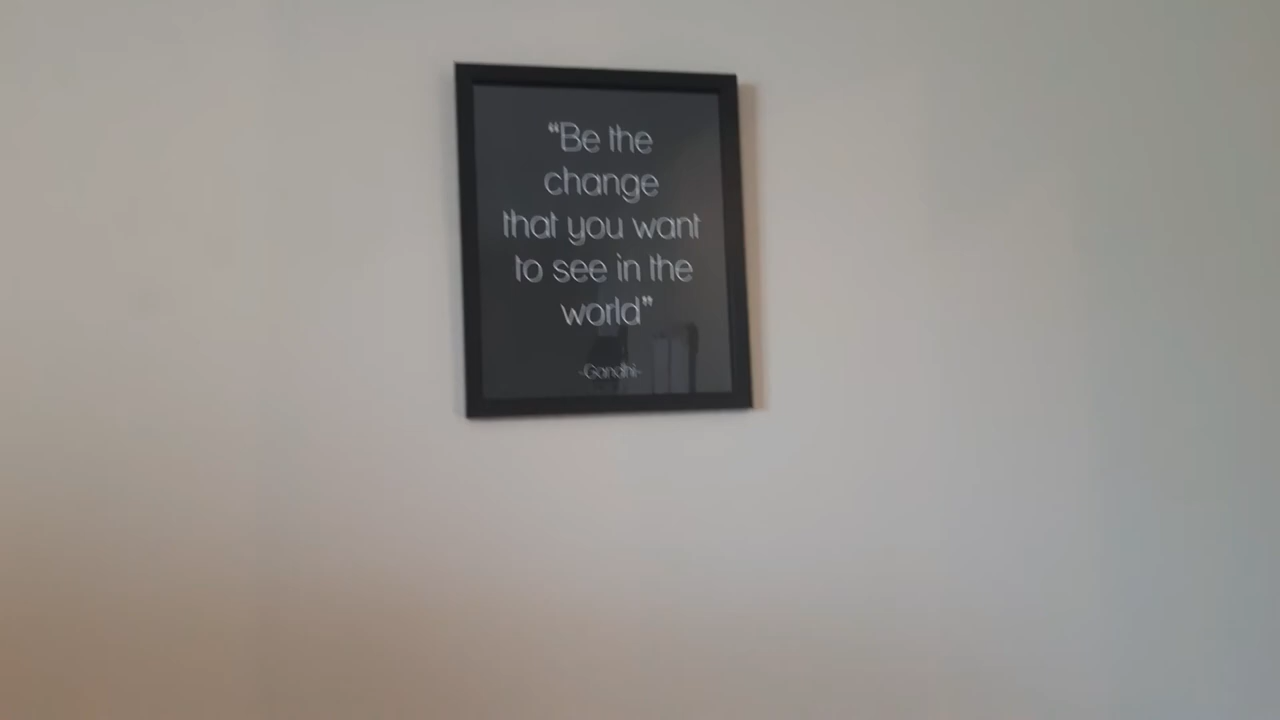 “Be the
change
that you want
to see in the
world”
-Gandhi-